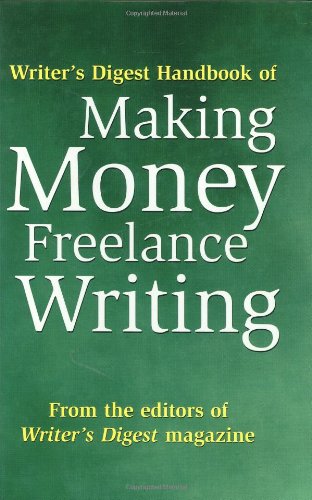 Writer's Digest Handbook of
Making
Money
Freelance
Writing
From the editors of
Writer's Digest magazine